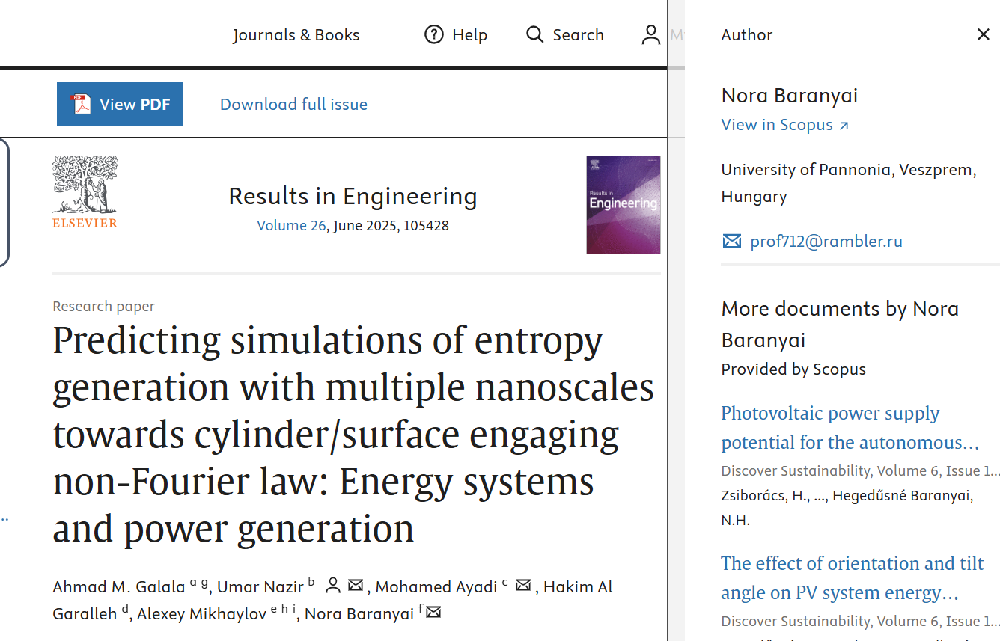 Journals & Books
Help
Search
My
View PDF
Download full issue
ELSEVIER
Results in Engineering
Volume 26, June 2025, 105428
Results in
Engineering
Research paper
Predicting simulations of entropy
generation with multiple nanoscales
towards cylinder/surface engaging
non-Fourier law: Energy systems
and power generation
Ahmad M. Galala a g, Umar Nazir b, Mohamed Ayadi c, Hakim Al
Garalleh d, Alexey Mikhaylov e h i, Nora Baranyai f
..
Author
Nora Baranyai
View in Scopus ↗
University of Pannonia, Veszprem,
Hungary
prof712@rambler.ru
More documents by Nora
Baranyai
Provided by Scopus
Photovoltaic power supply
potential for the autonomous…
Discover Sustainability, Volume 6, Issue 1…
Zsiborács, H., ..., Hegedűsné Baranyai,
N.H.
The effect of orientation and tilt
angle on PV system energy…
Discover Sustainability, Volume 6, Issue 1…